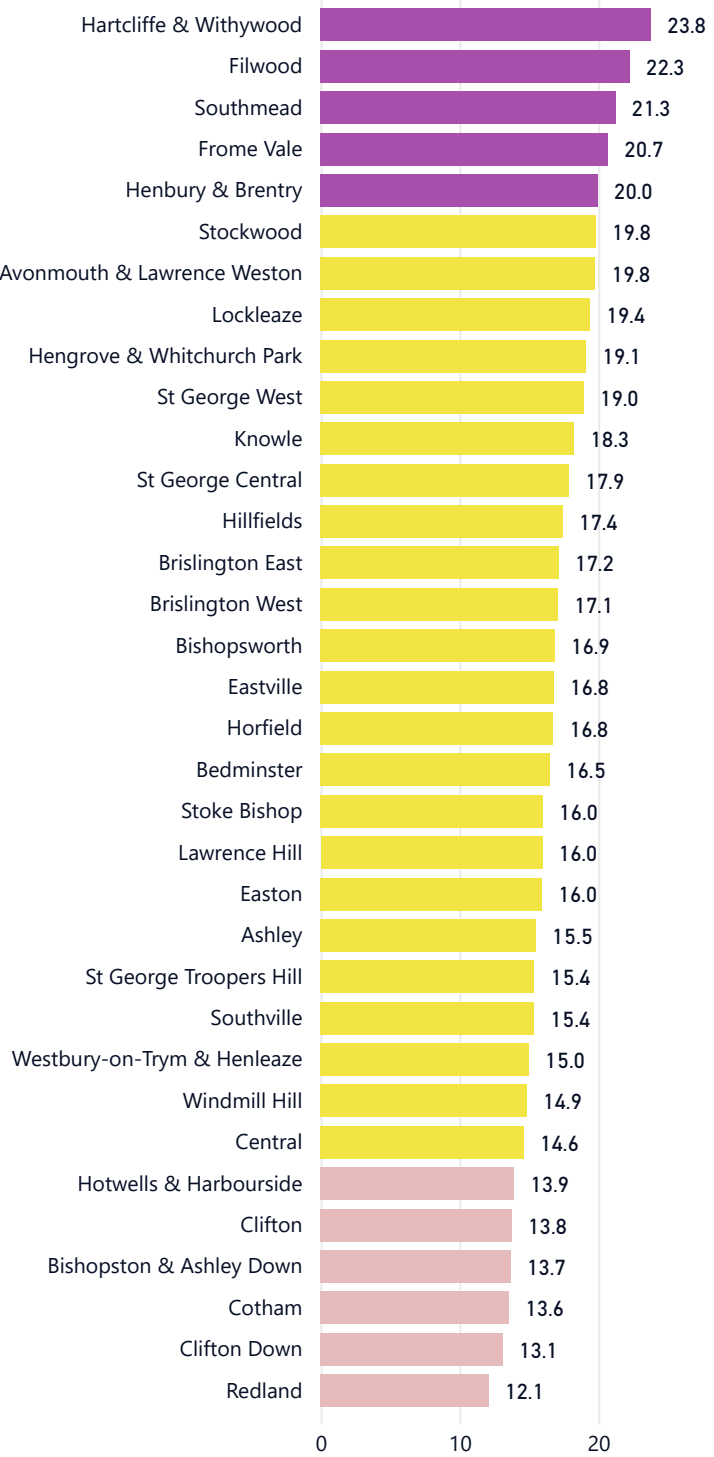 Hartcliffe & Withywood 23.8
Filwood 22.3
Southmead 21.3
Frome Vale 20.7
Henbury & Brentry 20.0
Stockwood 19.8
Avonmouth & Lawrence Weston 19.8
Lockleaze 19.4
Hengrove & Whitchurch Park 19.1
St George West 19.0
Knowle 18.3
St George Central 17.9
Hillfields 17.4
Brislington East 17.2
Brislington West 17.1
Bishopsworth 16.9
Eastville 16.8
Horfield 16.8
Bedminster 16.5
Stoke Bishop 16.0
Lawrence Hill 16.0
Easton 16.0
Ashley 15.5
St George Troopers Hill 15.4
Southville 15.4
Westbury-on-Trym & Henleaze 15.0
Windmill Hill 14.9
Central 14.6
Hotwells & Harbourside 13.9
Clifton 13.8
Bishopston & Ashley Down 13.7
Cotham 13.6
Clifton Down 13.1
Redland 12.1
0 10 20